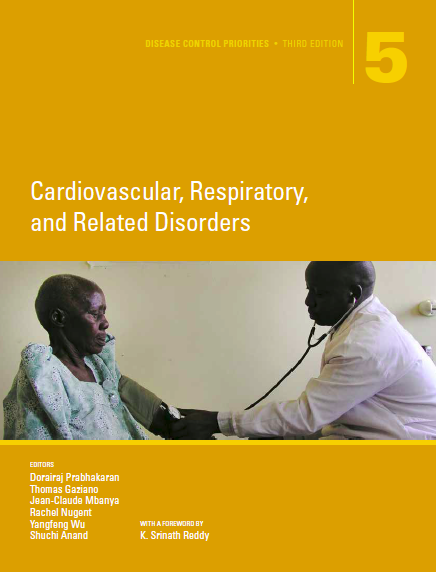 DISEASE CONTROL PRIORITIES • THIRD EDITION
5
Cardiovascular, Respiratory,
and Related Disorders
EDITORS
Dorairaj Prabhakaran
Thomas Gaziano
Jean-Claude Mbanya
Rachel Nugent
Yangfeng Wu
Shuchi Anand
WITH A FOREWORD BY
K. Srinath Reddy